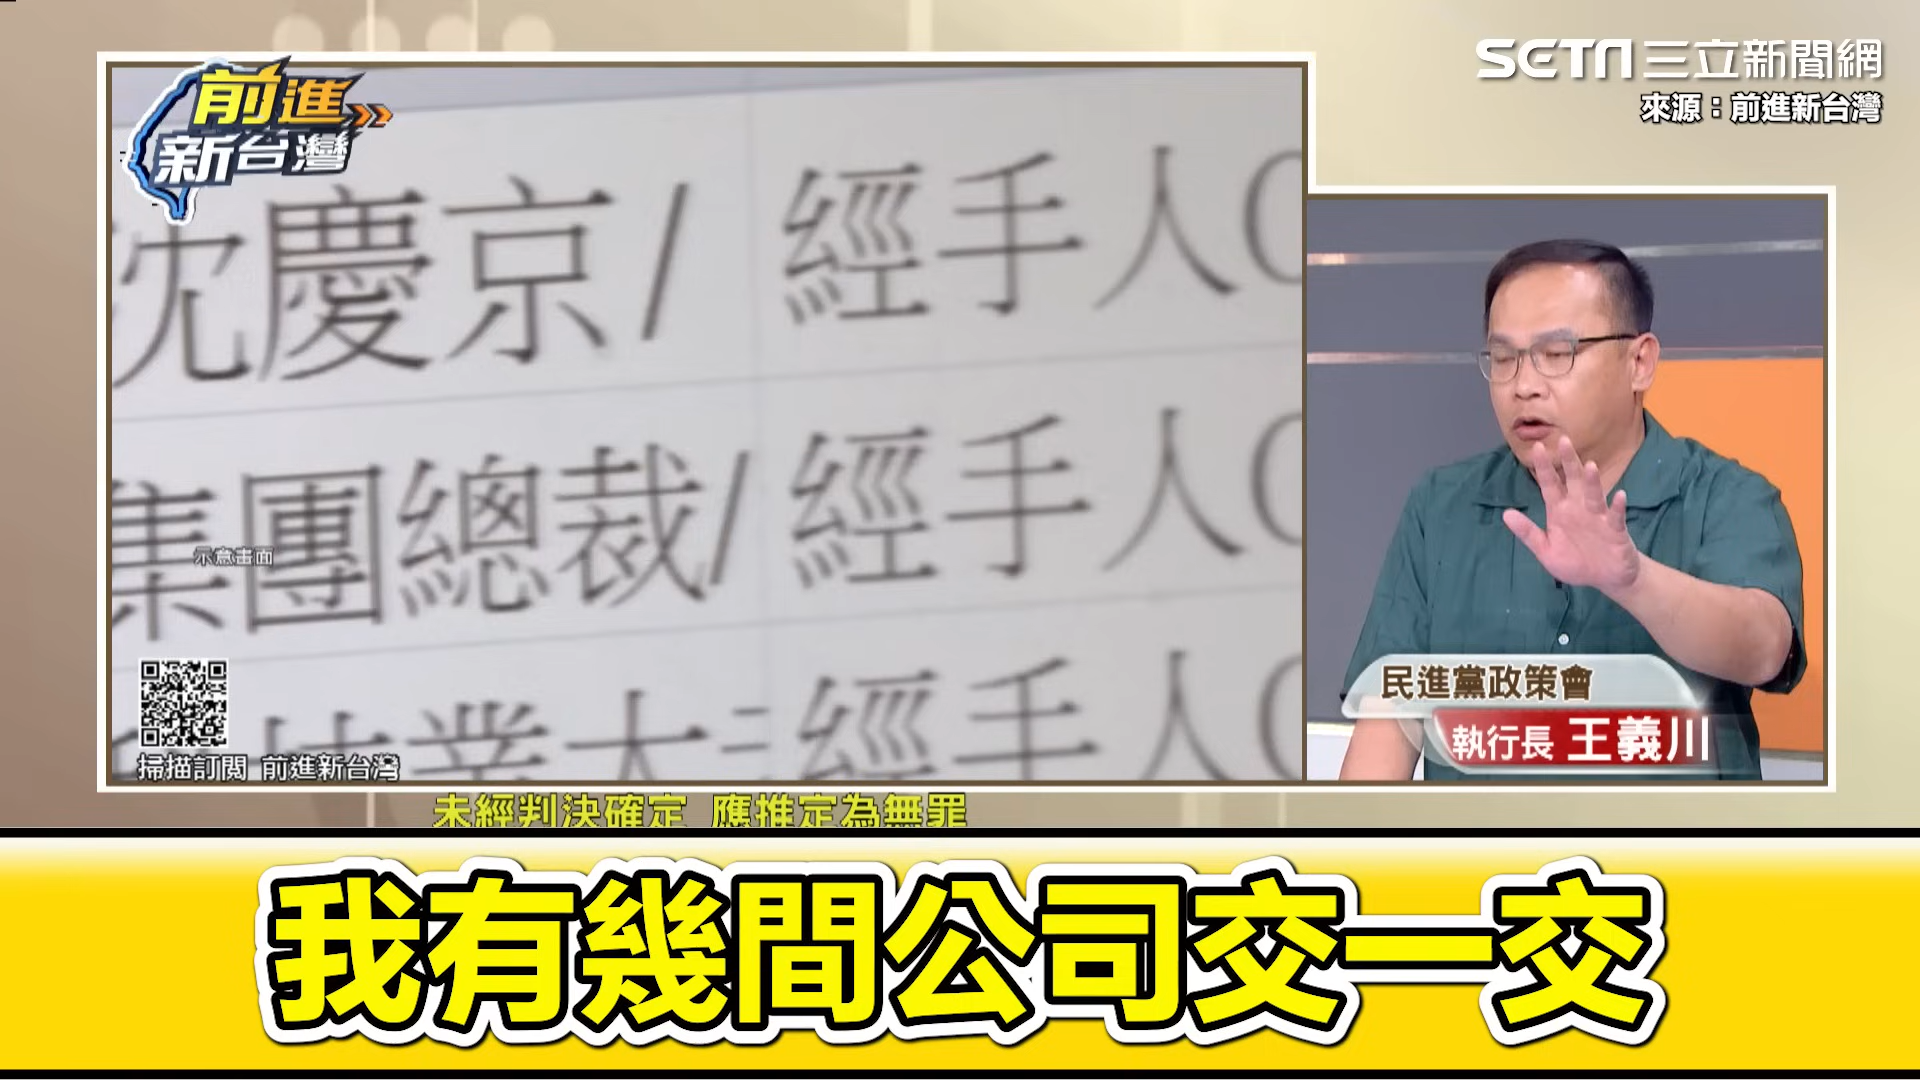 SETN三立新聞網
來源：前進新台灣
前進
新台灣
沈慶京/ 經手人
集團總裁/ 經手人
示意畫面
業大 經手人
掃描訂閱 前進新台灣
民進黨政策會
執行長 王義川
未經判決確定 應推定為無罪
我有幾間公司交一交